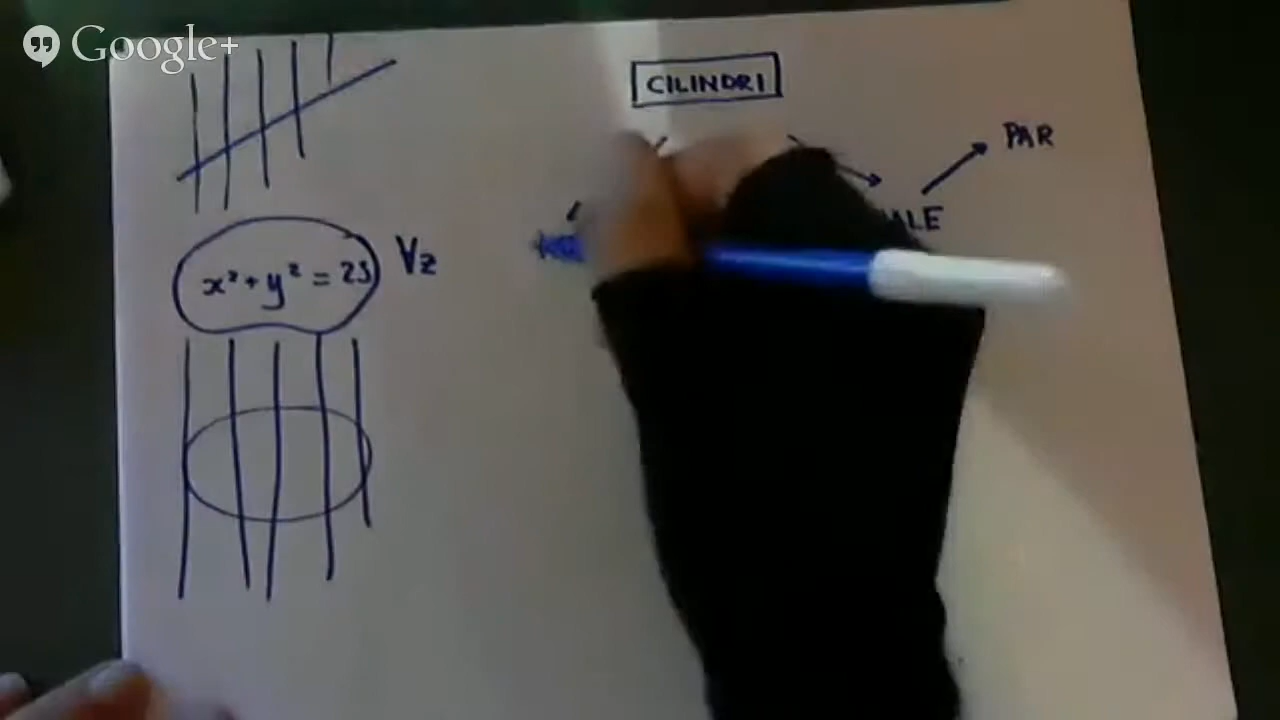 Google+
CILINDRI
PAR
x² + y² = 25 ∀z